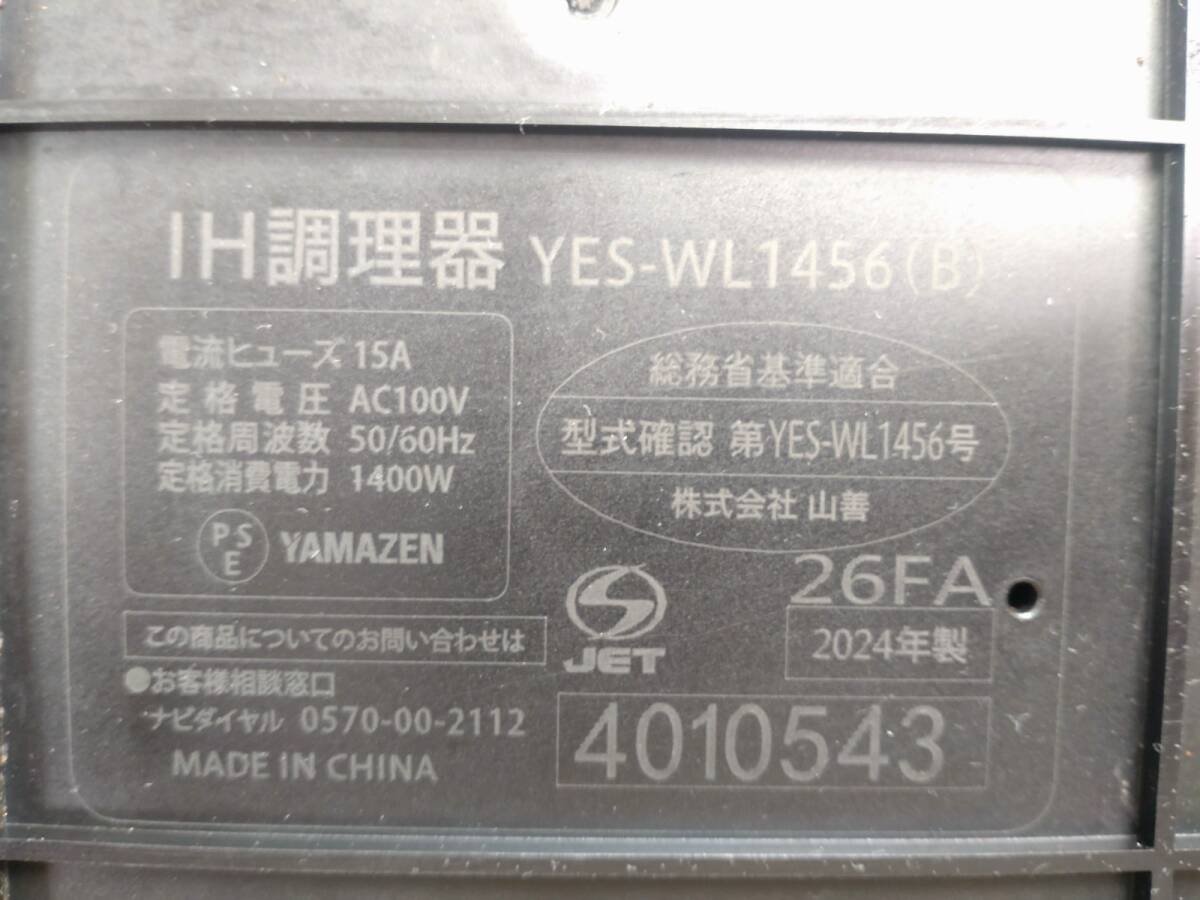 IH調理器 YES-WL1456(B)
電流ヒューズ 15A
定格電圧 AC100V
定格周波数 50/60Hz
定格消費電力 1400W
PSE YAMAZEN
総務省基準適合
型式確認 第YES-WL1456号
株式会社 山善
JET
26FA
2024年製
4010543
この商品についてのお問い合わせは
●お客様相談窓口
ナビダイヤル 0570-00-2112
MADE IN CHINA